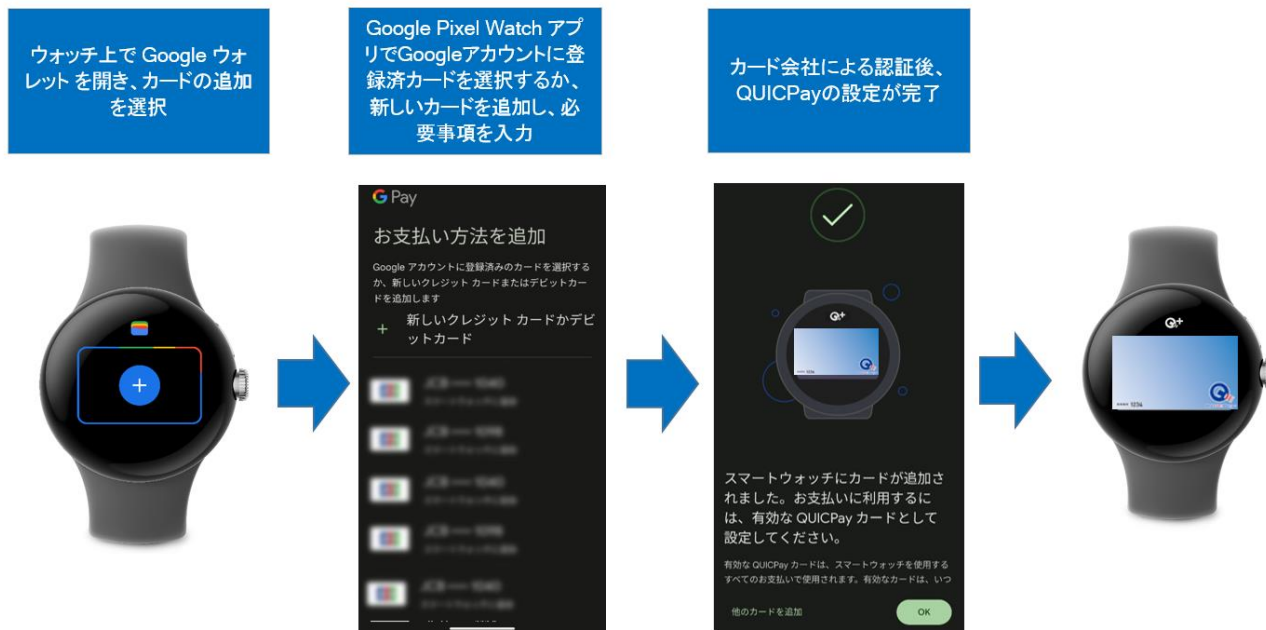 ウォッチ上で Google ウォ
レット を開き、カードの追加
を選択
Google Pixel Watch アプ
リでGoogleアカウントに登
録済カードを選択するか、
新しいカードを追加し、必
要事項を入力
カード会社による認証後、
QUICPayの設定が完了
G Pay
お支払い方法を追加
Google アカウントに登録済みのカードを選択する
か、新しいクレジット カードまたはデビットカー
ドを追加します
+ 新しいクレジット カードかデビ
ットカード
Q+
スマートウォッチにカードが追加さ
れました。お支払いに利用するに
は、有効な QUICPay カードとして
設定してください。
有効な QUICPay カードは、スマートウォッチを使用する
すべてのお支払いで使用されます。有効なカードは、いつ
他のカードを追加
OK
Q+
•••• 1234